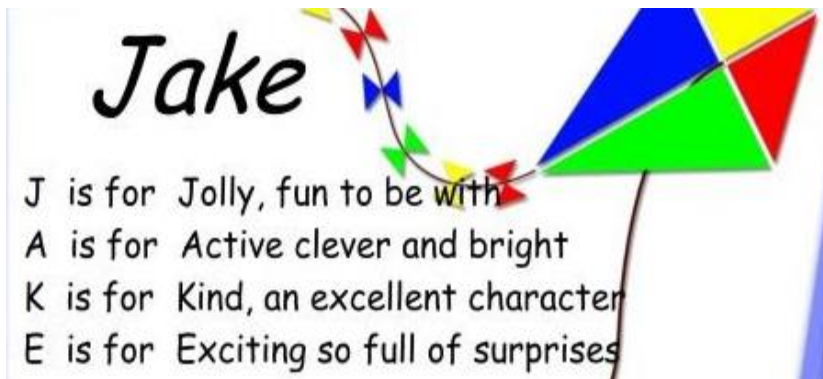 Jake
J is for Jolly, fun to be with
A is for Active clever and bright
K is for Kind, an excellent character
E is for Exciting so full of surprises